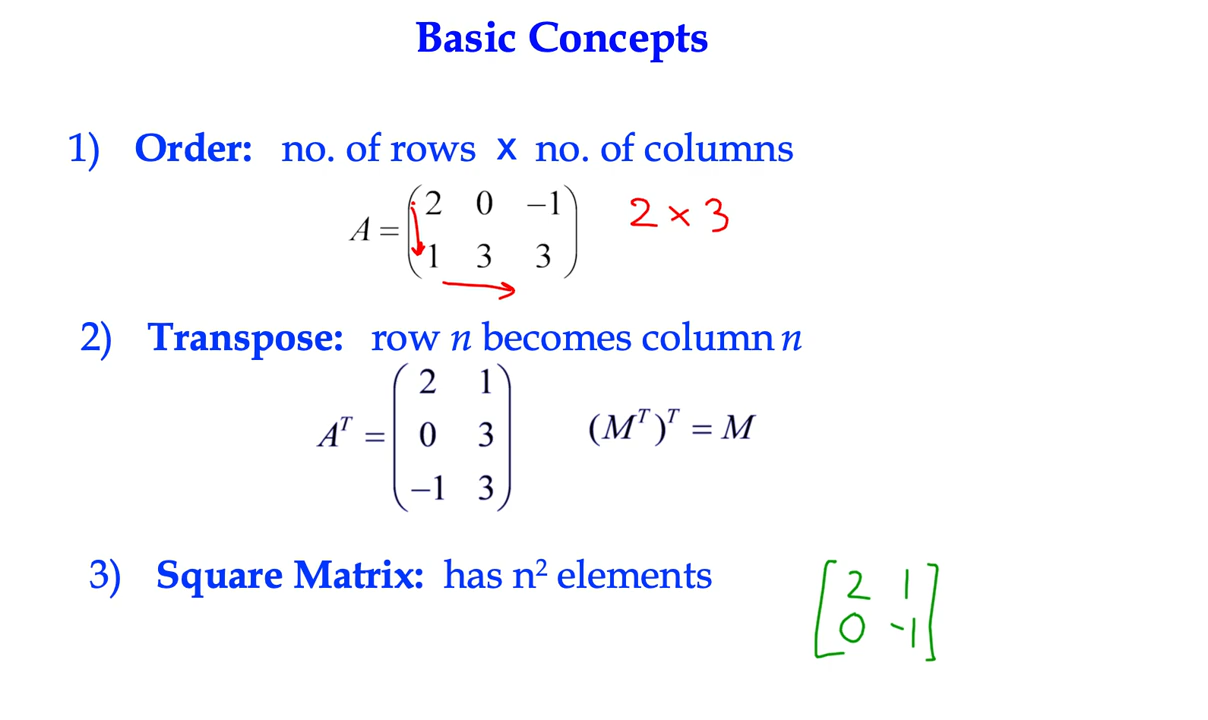 Basic Concepts
1) Order: no. of rows x no. of columns
A = ( 2 0 −1 2 × 3
1 3 3 )
2) Transpose: row n becomes column n
2 1
Aᵀ = ( 0 3 ) (Mᵀ)ᵀ = M
−1 3
3) Square Matrix: has n² elements
[ 2 1
0 -1 ]